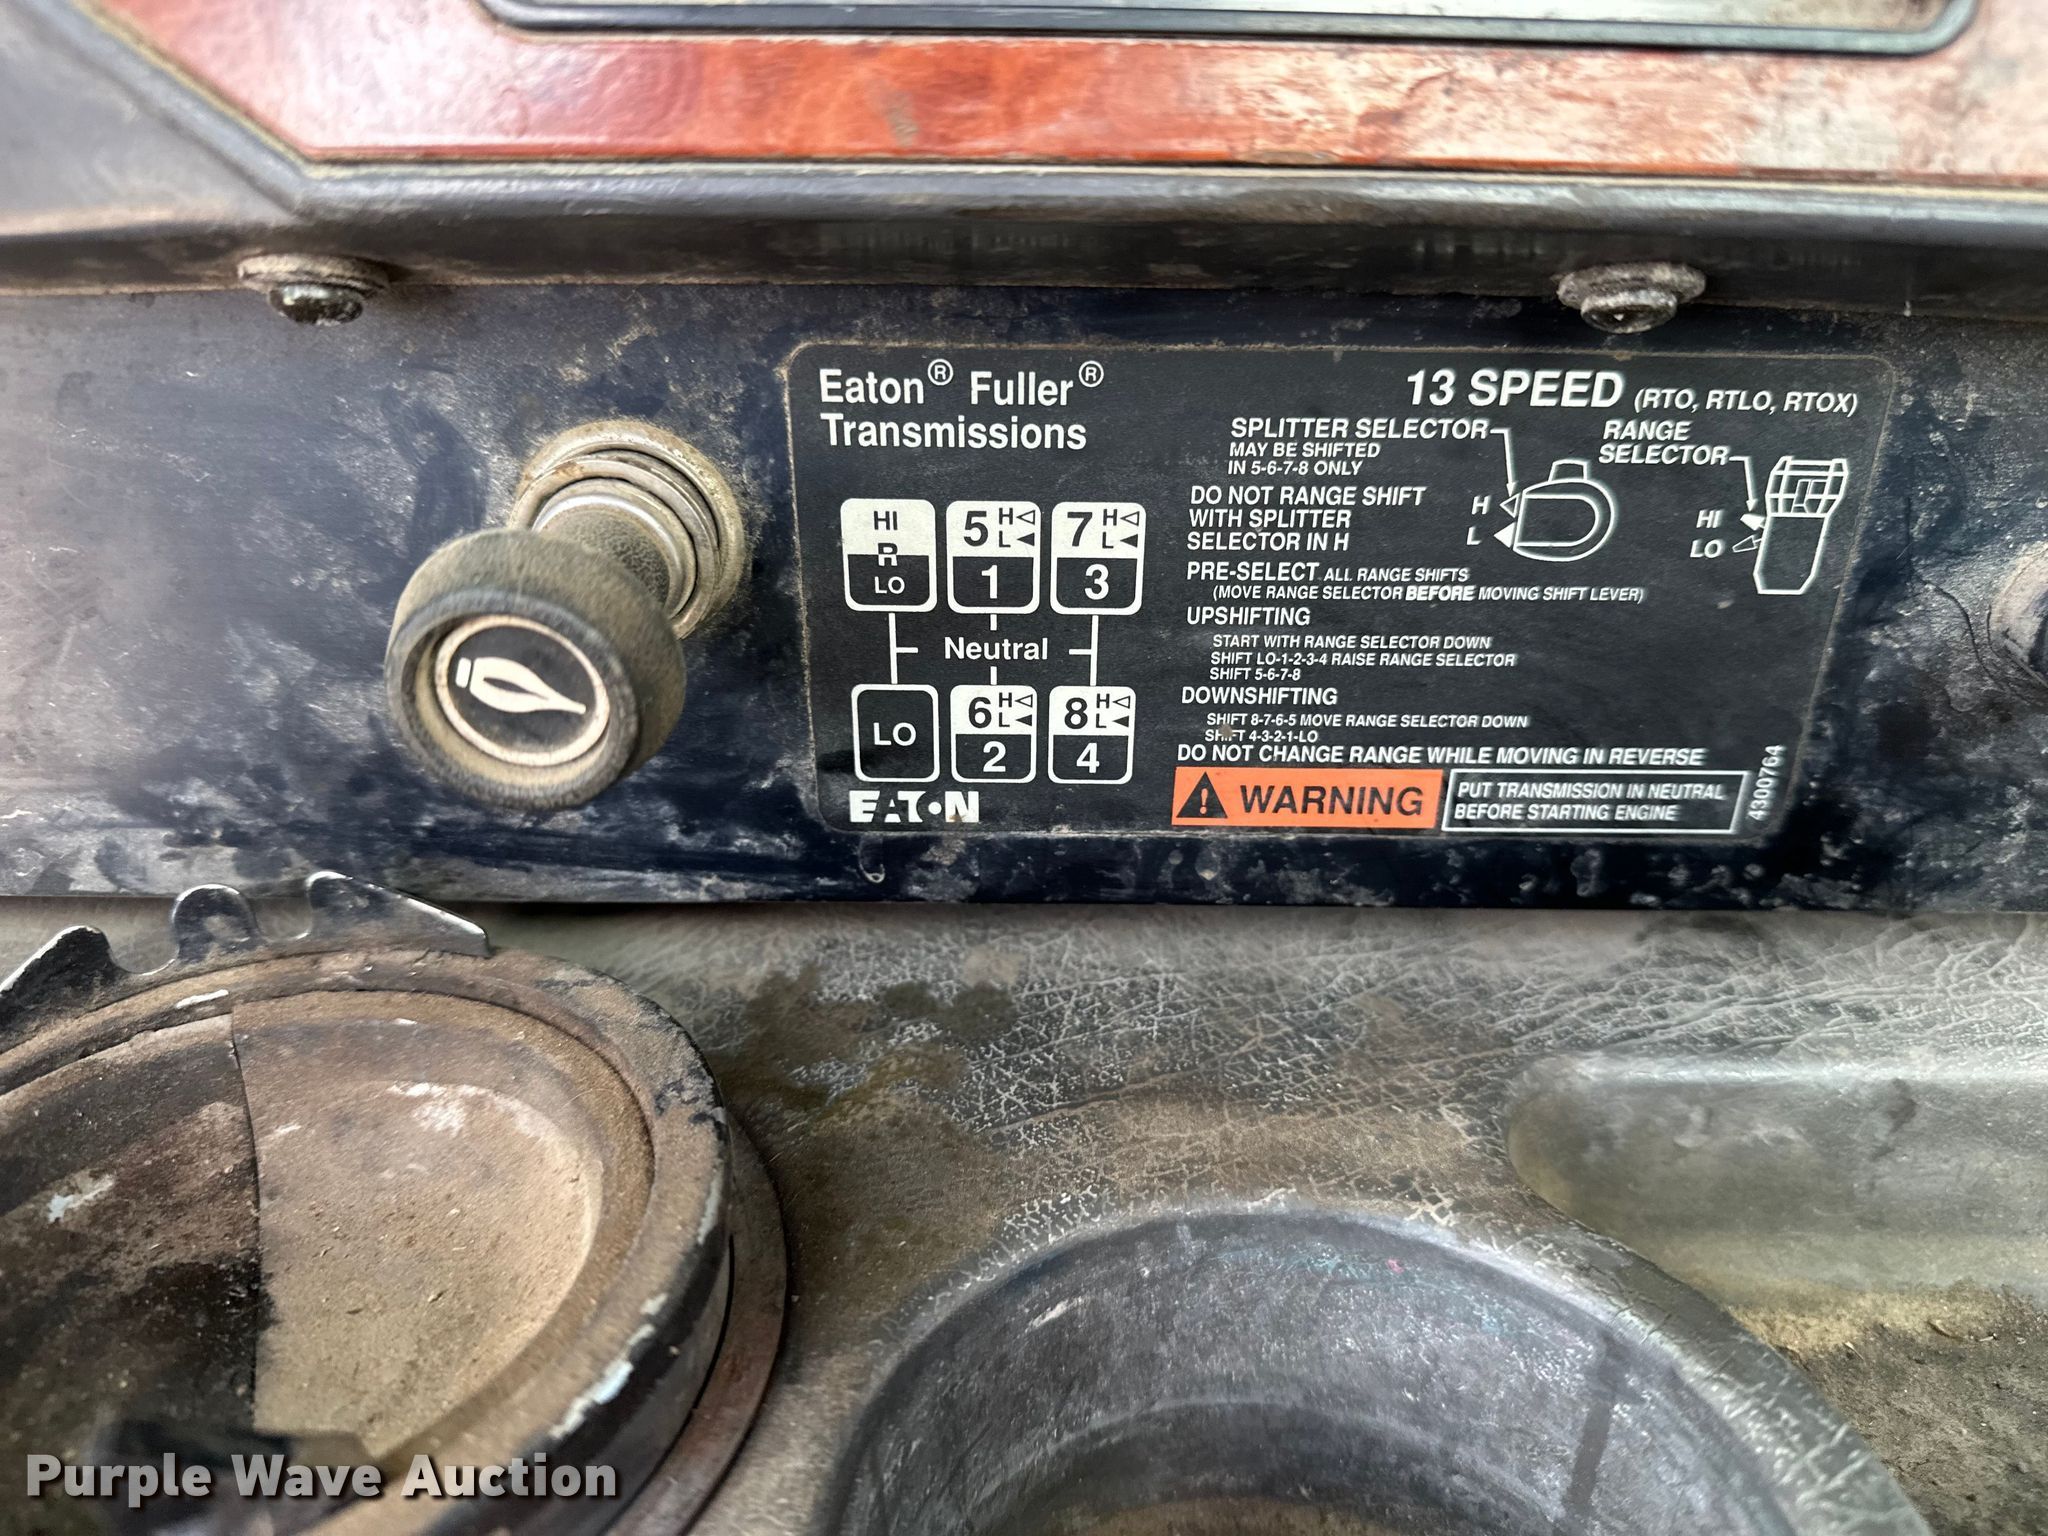 Eaton® Fuller®
Transmissions
13 SPEED (RTO, RTLO, RTOX)
SPLITTER SELECTOR
MAY BE SHIFTED
IN 5-6-7-8 ONLY
RANGE
SELECTOR
H
L
HI
LO
DO NOT RANGE SHIFT
WITH SPLITTER
SELECTOR IN H
PRE-SELECT ALL RANGE SHIFTS
(MOVE RANGE SELECTOR BEFORE MOVING SHIFT LEVER)
UPSHIFTING
START WITH RANGE SELECTOR DOWN
SHIFT LO-1-2-3-4 RAISE RANGE SELECTOR
SHIFT 5-6-7-8
DOWNSHIFTING
SHIFT 8-7-6-5 MOVE RANGE SELECTOR DOWN
SHIFT 4-3-2-1-LO
DO NOT CHANGE RANGE WHILE MOVING IN REVERSE
WARNING
PUT TRANSMISSION IN NEUTRAL
BEFORE STARTING ENGINE
4300764
HI
R
LO
5 H
L
1
7 H
L
3
Neutral
LO
6 H
L
2
8 H
L
4
EATON
Purple Wave Auction